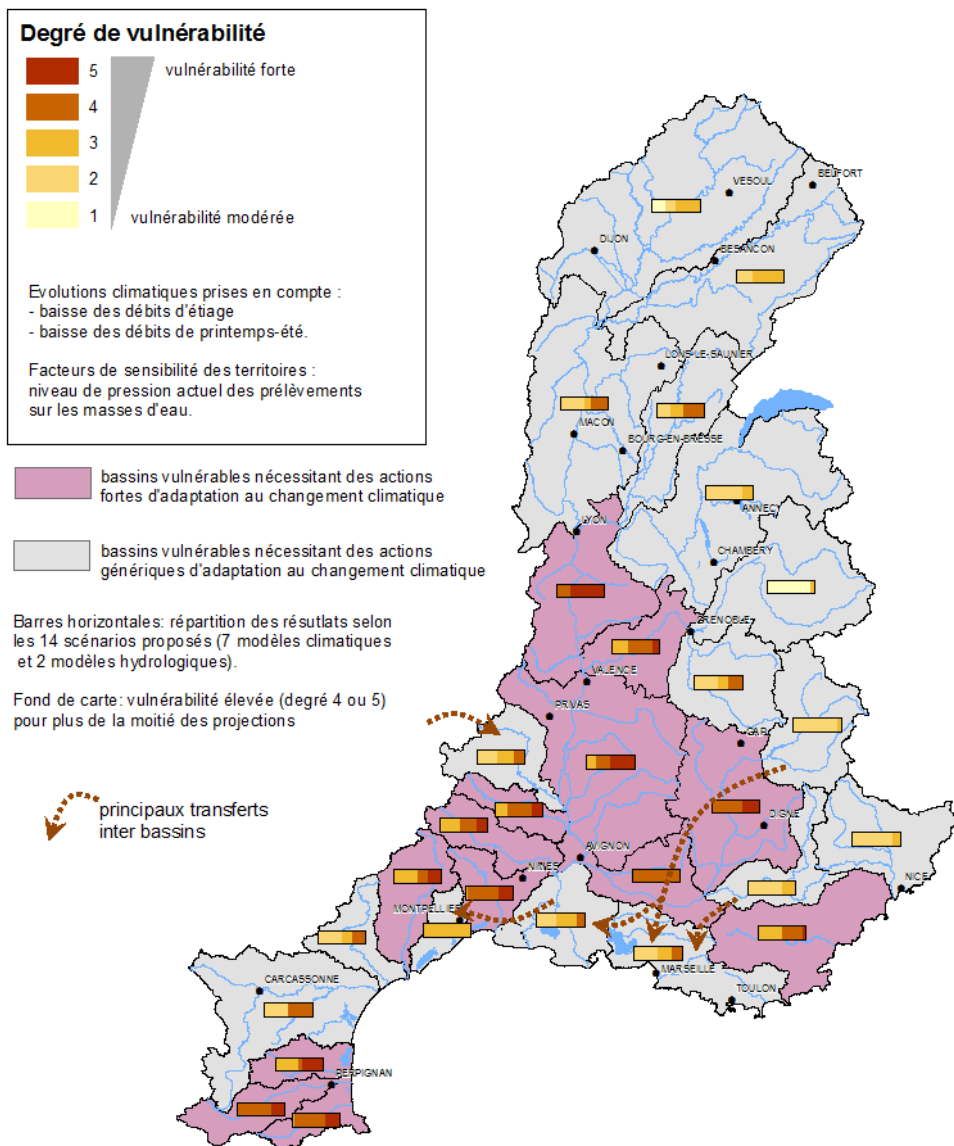 Degré de vulnérabilité
5
vulnérabilité forte
4
3
2
1
vulnérabilité modérée
Evolutions climatiques prises en compte :
- baisse des débits d'étiage
- baisse des débits de printemps-été.
Facteurs de sensibilité des territoires :
niveau de pression actuel des prélèvements
sur les masses d'eau.
bassins vulnérables nécessitant des actions
fortes d'adaptation au changement climatique
bassins vulnérables nécessitant des actions
génériques d'adaptation au changement climatique
Barres horizontales: répartition des résutlats selon
les 14 scénarios proposés (7 modèles climatiques
et 2 modèles hydrologiques).
Fond de carte: vulnérabilité élevée (degré 4 ou 5)
pour plus de la moitié des projections
principaux transferts
inter bassins
BELFORT
VESOUL
DIJON
BESANCON
LONS-LE-SAUNIER
MACON
BOURG-EN-BRESSE
ANNECY
LYON
CHAMBERY
GRENOBLE
VALENCE
PRIVAS
GAP
DIGNE
AVIGNON
NIMES
NICE
MONTPELLIER
MARSEILLE
CARCASSONNE
TOULON
PERPIGNAN